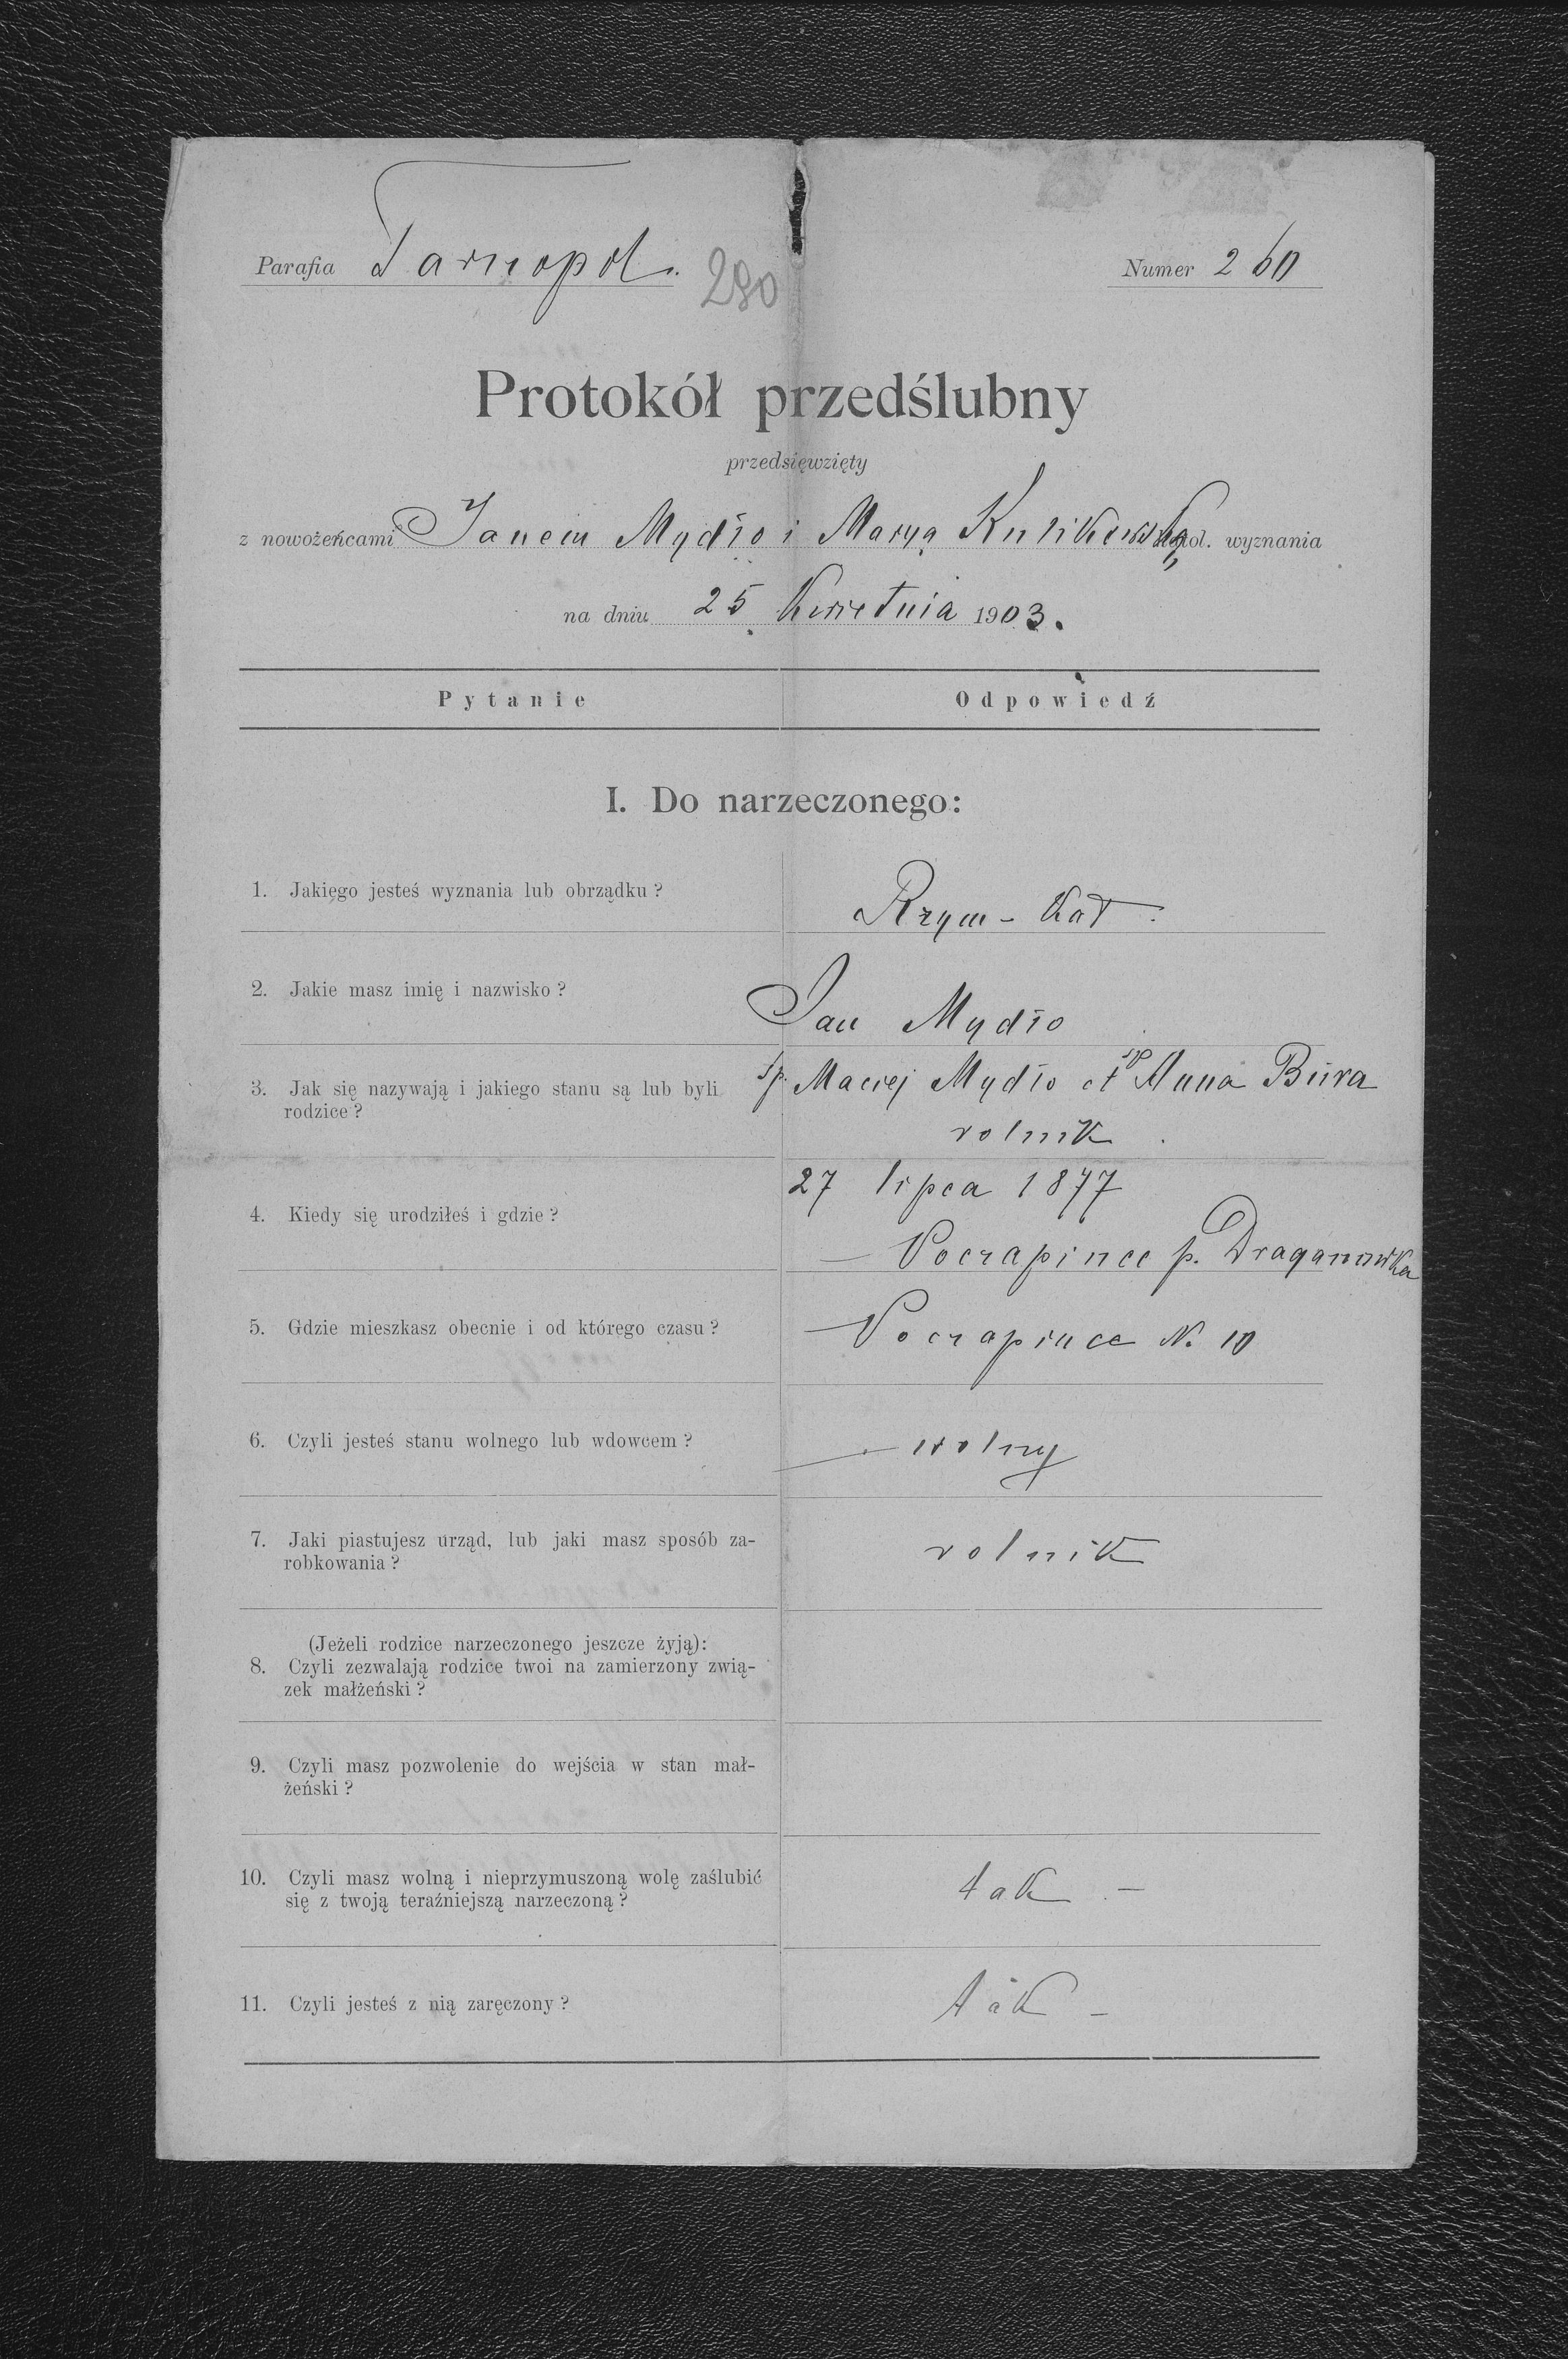 Parafia Tarnopol. 290 Numer 260
Protokół przedślubny
przedsięwzięty
z nowożeńcami Janem Mydło i Maryą Kulikowską katol. wyznania
na dniu 25 Kwietnia 1903.
Pytanie Odpowiedź
I. Do narzeczonego:
1. Jakiego jesteś wyznania lub obrządku? Rzym-Kat.
2. Jakie masz imię i nazwisko? Jan Mydło
3. Jak się nazywają i jakiego stanu są lub byli śp. Maciej Mydło et śp Anna Bura
rodzice? rolnik
27 lipca 1877
4. Kiedy się urodziłeś i gdzie?
— Poczapince p. Draganowka
5. Gdzie mieszkasz obecnie i od którego czasu? Poczapince N. 10
6. Czyli jesteś stanu wolnego lub wdowcem? — wolny
7. Jaki piastujesz urząd, lub jaki masz sposób za- rolnik
robkowania?
(Jeżeli rodzice narzeczonego jeszcze żyją):
8. Czyli zezwalają rodzice twoi na zamierzony zwią-
zek małżeński?
9. Czyli masz pozwolenie do wejścia w stan mał-
żeński?
10. Czyli masz wolną i nieprzymuszoną wolę zaślubić tak —
się z twoją teraźniejszą narzeczoną?
11. Czyli jesteś z nią zaręczony? tak —